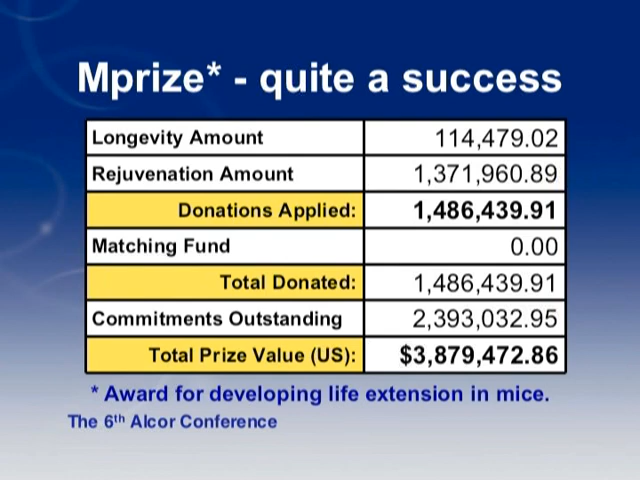 Mprize* - quite a success
Longevity Amount 114,479.02
Rejuvenation Amount 1,371,960.89
Donations Applied: 1,486,439.91
Matching Fund 0.00
Total Donated: 1,486,439.91
Commitments Outstanding 2,393,032.95
Total Prize Value (US): $3,879,472.86
* Award for developing life extension in mice.
The 6th Alcor Conference